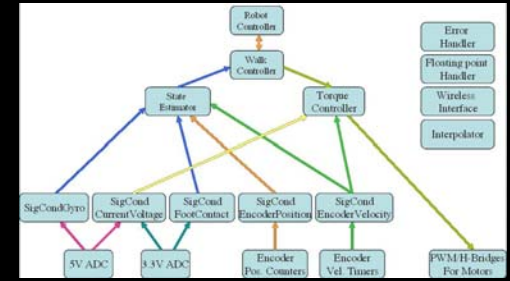 Robot
Controller
Walk
Controller
State
Estimator
Torque
Controller
Error
Handler
Floating point
Handler
Wireless
Interface
Interpolator
SigCondGyro
SigCond
CurrentVoltage
SigCond
FootContact
SigCond
EncoderPosition
SigCond
EncoderVelocity
5V ADC
3.3V ADC
Encoder
Pos. Counters
Encoder
Vel. Timers
PWM/H-Bridges
For Motors